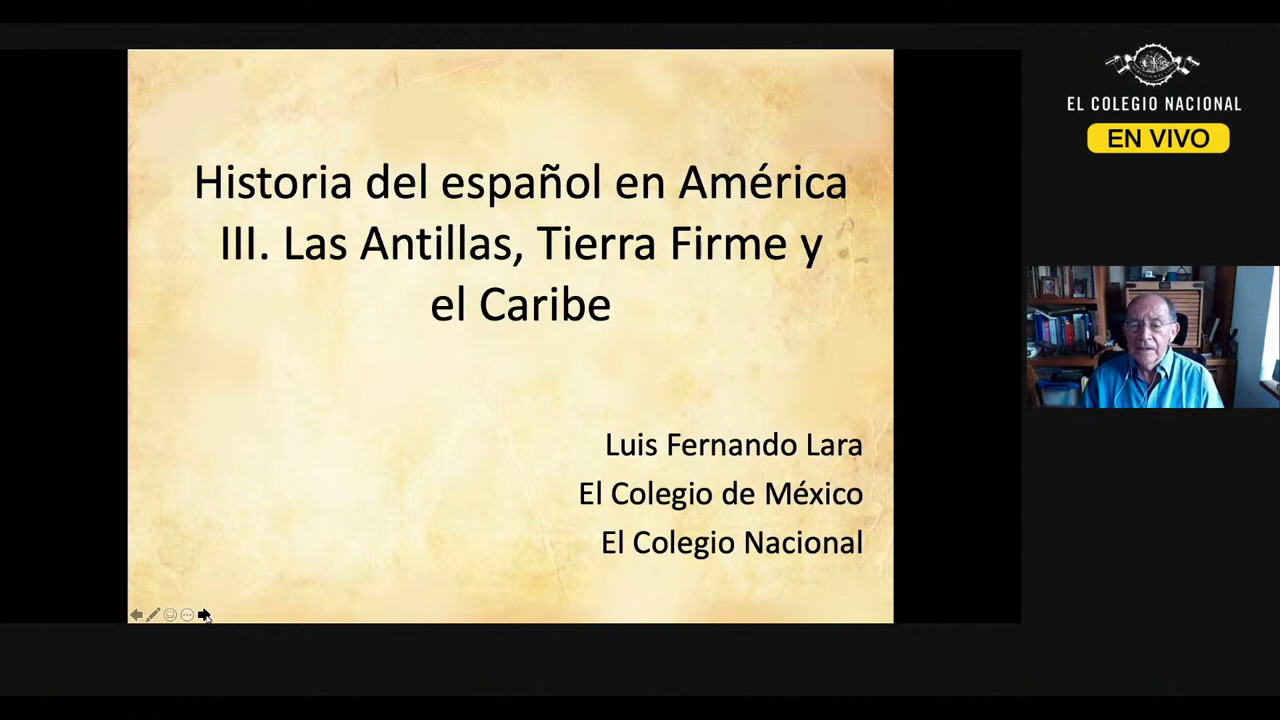 Historia del español en América
III. Las Antillas, Tierra Firme y
el Caribe
Luis Fernando Lara
El Colegio de México
El Colegio Nacional
EL COLEGIO NACIONAL
EN VIVO